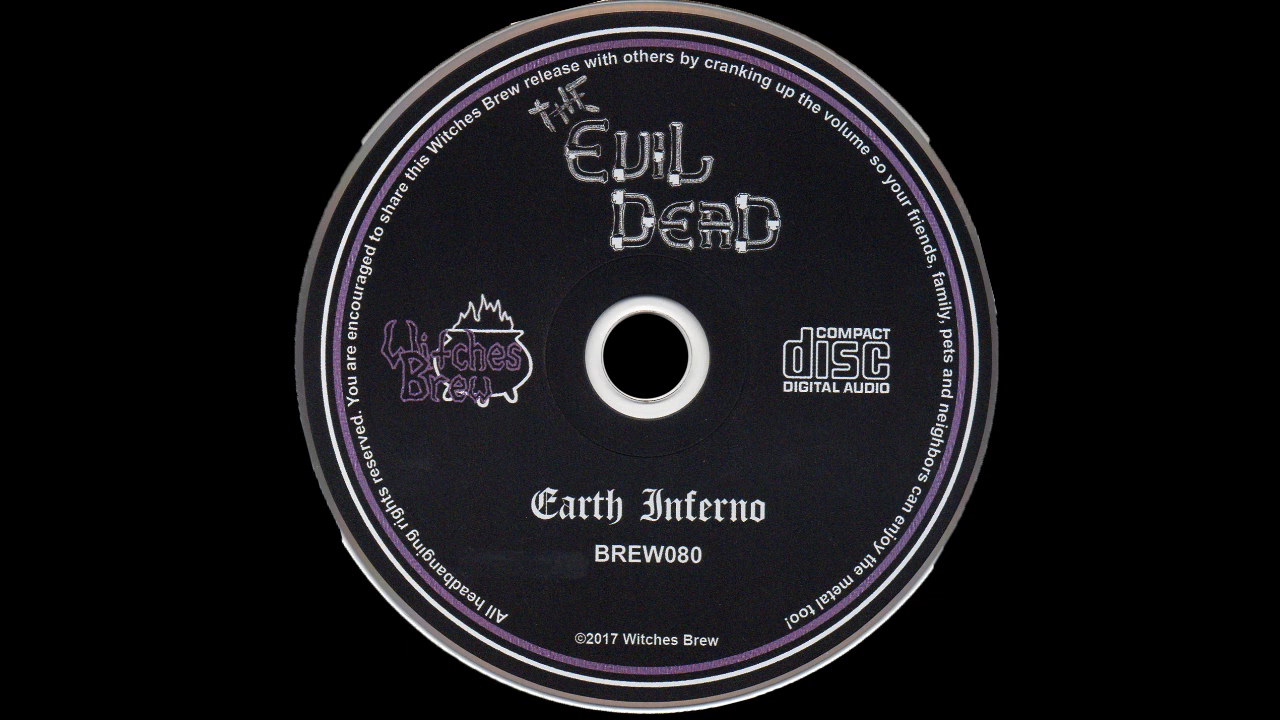 All headbanging rights reserved. You are encouraged to share this Witches Brew release with others by cranking up the volume so your friends, family, pets and neighbors can enjoy the metal too!
THE
EVIL
DEAD
Witches
Brew
COMPACT
disc
DIGITAL AUDIO
Earth Inferno
BREW080
©2017 Witches Brew